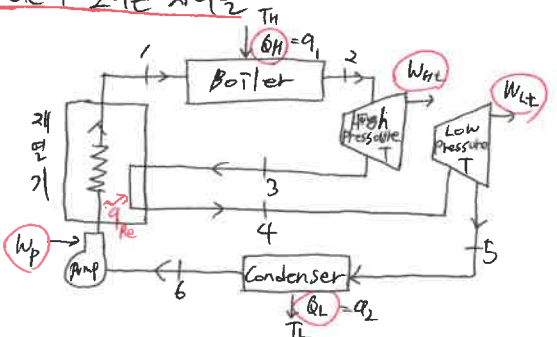 TH
QH = q1
1
2
Boiler
WHt
WLt
High
Pressure
T
Low
Pressure
T
재
열
기
3
qRe
4
Wp
Pump
5
6
Condenser
QL = q2
TL